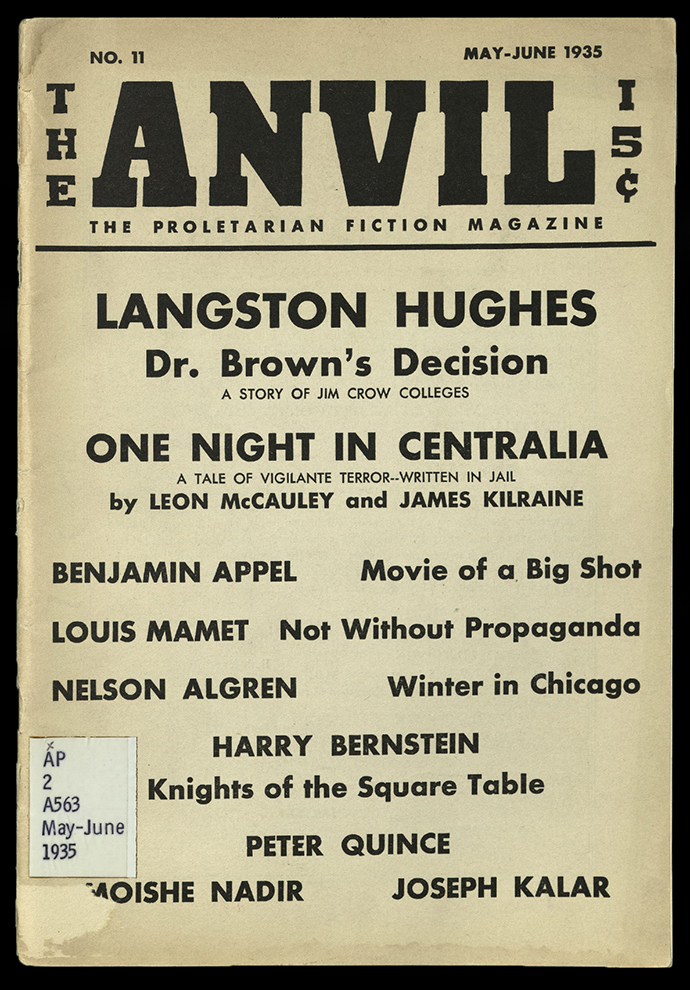 NO. 11 MAY-JUNE 1935
THE ANVIL 15¢
THE PROLETARIAN FICTION MAGAZINE
LANGSTON HUGHES
Dr. Brown's Decision
A STORY OF JIM CROW COLLEGES
ONE NIGHT IN CENTRALIA
A TALE OF VIGILANTE TERROR--WRITTEN IN JAIL
by LEON McCAULEY and JAMES KILRAINE
BENJAMIN APPEL Movie of a Big Shot
LOUIS MAMET Not Without Propaganda
NELSON ALGREN Winter in Chicago
HARRY BERNSTEIN
Knights of the Square Table
PETER QUINCE
MOISHE NADIR JOSEPH KALAR
x
AP
2
A563
May-June
1935